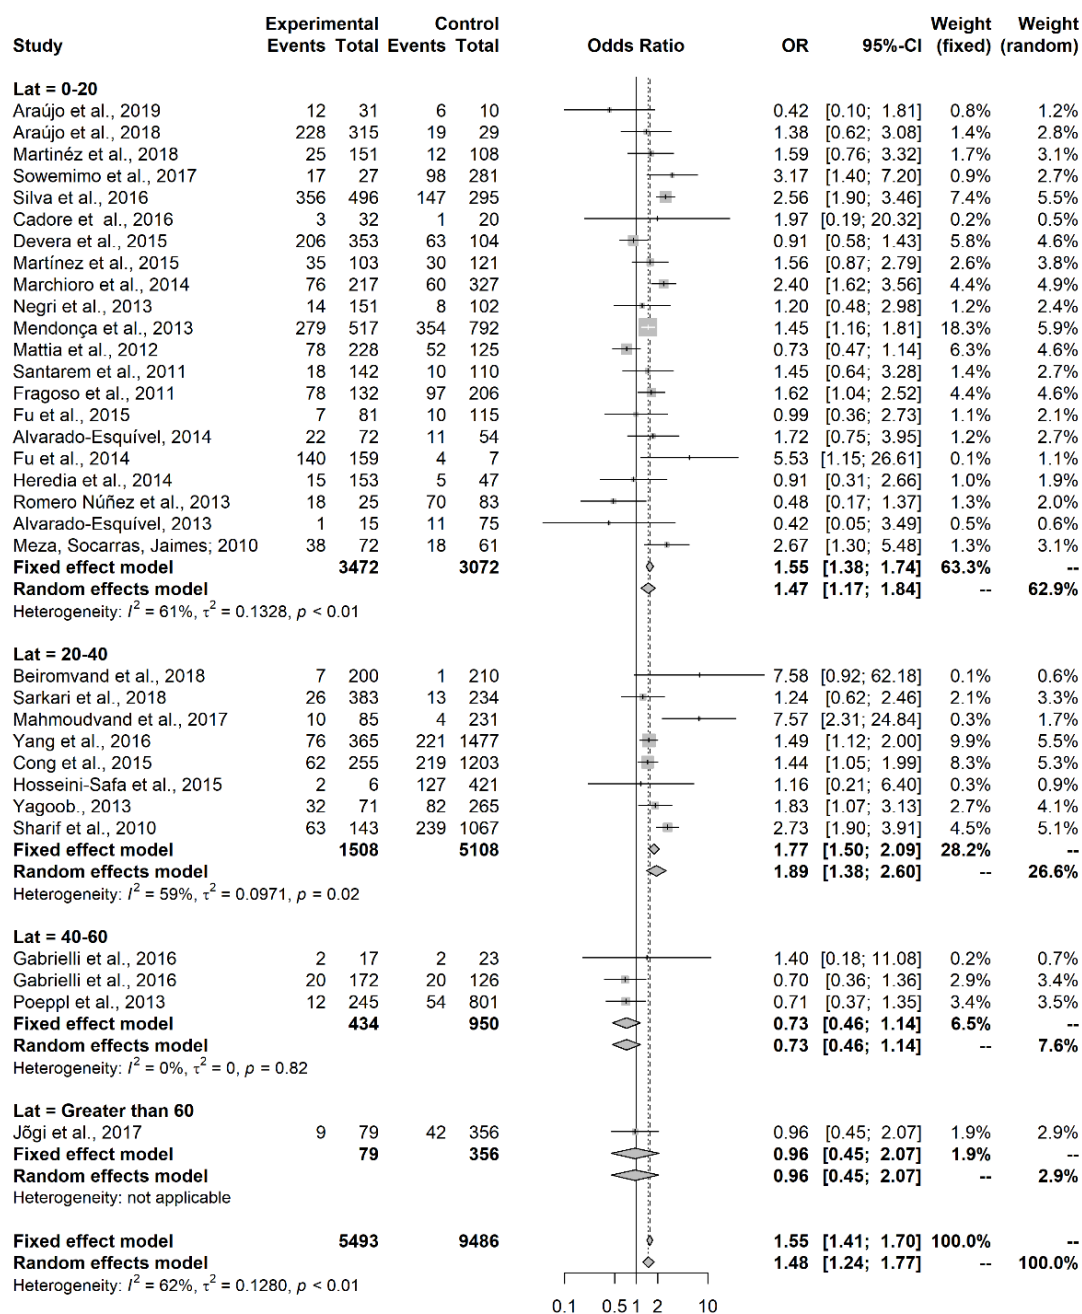 Experimental Control Weight Weight
Study Events Total Events Total Odds Ratio OR 95%-CI (fixed) (random)
Lat = 0-20
Araújo et al., 2019 12 31 6 10 0.42 [0.10; 1.81] 0.8% 1.2%
Araújo et al., 2018 228 315 19 29 1.38 [0.62; 3.08] 1.4% 2.8%
Martinéz et al., 2018 25 151 12 108 1.59 [0.76; 3.32] 1.7% 3.1%
Sowemimo et al., 2017 17 27 98 281 3.17 [1.40; 7.20] 0.9% 2.7%
Silva et al., 2016 356 496 147 295 2.56 [1.90; 3.46] 7.4% 5.5%
Cadore et al., 2016 3 32 1 20 1.97 [0.19; 20.32] 0.2% 0.5%
Devera et al., 2015 206 353 63 104 0.91 [0.58; 1.43] 5.8% 4.6%
Martínez et al., 2015 35 103 30 121 1.56 [0.87; 2.79] 2.6% 3.8%
Marchioro et al., 2014 76 217 60 327 2.40 [1.62; 3.56] 4.4% 4.9%
Negri et al., 2013 14 151 8 102 1.20 [0.48; 2.98] 1.2% 2.4%
Mendonça et al., 2013 279 517 354 792 1.45 [1.16; 1.81] 18.3% 5.9%
Mattia et al., 2012 78 228 52 125 0.73 [0.47; 1.14] 6.3% 4.6%
Santarem et al., 2011 18 142 10 110 1.45 [0.64; 3.28] 1.4% 2.7%
Fragoso et al., 2011 78 132 97 206 1.62 [1.04; 2.52] 4.4% 4.6%
Fu et al., 2015 7 81 10 115 0.99 [0.36; 2.73] 1.1% 2.1%
Alvarado-Esquível, 2014 22 72 11 54 1.72 [0.75; 3.95] 1.2% 2.7%
Fu et al., 2014 140 159 4 7 5.53 [1.15; 26.61] 0.1% 1.1%
Heredia et al., 2014 15 153 5 47 0.91 [0.31; 2.66] 1.0% 1.9%
Romero Núñez et al., 2013 18 25 70 83 0.48 [0.17; 1.37] 1.3% 2.0%
Alvarado-Esquível, 2013 1 15 11 75 0.42 [0.05; 3.49] 0.5% 0.6%
Meza, Socarras, Jaimes; 2010 38 72 18 61 2.67 [1.30; 5.48] 1.3% 3.1%
Fixed effect model 3472 3072 1.55 [1.38; 1.74] 63.3% --
Random effects model 1.47 [1.17; 1.84] -- 62.9%
Heterogeneity: I² = 61%, τ² = 0.1328, p < 0.01
Lat = 20-40
Beiromvand et al., 2018 7 200 1 210 7.58 [0.92; 62.18] 0.1% 0.6%
Sarkari et al., 2018 26 383 13 234 1.24 [0.62; 2.46] 2.1% 3.3%
Mahmoudvand et al., 2017 10 85 4 231 7.57 [2.31; 24.84] 0.3% 1.7%
Yang et al., 2016 76 365 221 1477 1.49 [1.12; 2.00] 9.9% 5.5%
Cong et al., 2015 62 255 219 1203 1.44 [1.05; 1.99] 8.3% 5.3%
Hosseini-Safa et al., 2015 2 6 127 421 1.16 [0.21; 6.40] 0.3% 0.9%
Yagoob., 2013 32 71 82 265 1.83 [1.07; 3.13] 2.7% 4.1%
Sharif et al., 2010 63 143 239 1067 2.73 [1.90; 3.91] 4.5% 5.1%
Fixed effect model 1508 5108 1.77 [1.50; 2.09] 28.2% --
Random effects model 1.89 [1.38; 2.60] -- 26.6%
Heterogeneity: I² = 59%, τ² = 0.0971, p = 0.02
Lat = 40-60
Gabrielli et al., 2016 2 17 2 23 1.40 [0.18; 11.08] 0.2% 0.7%
Gabrielli et al., 2016 20 172 20 126 0.70 [0.36; 1.36] 2.9% 3.4%
Poeppl et al., 2013 12 245 54 801 0.71 [0.37; 1.35] 3.4% 3.5%
Fixed effect model 434 950 0.73 [0.46; 1.14] 6.5% --
Random effects model 0.73 [0.46; 1.14] -- 7.6%
Heterogeneity: I² = 0%, τ² = 0, p = 0.82
Lat = Greater than 60
Jõgi et al., 2017 9 79 42 356 0.96 [0.45; 2.07] 1.9% 2.9%
Fixed effect model 79 356 0.96 [0.45; 2.07] 1.9% --
Random effects model 0.96 [0.45; 2.07] -- 2.9%
Heterogeneity: not applicable
Fixed effect model 5493 9486 1.55 [1.41; 1.70] 100.0% --
Random effects model 1.48 [1.24; 1.77] -- 100.0%
Heterogeneity: I² = 62%, τ² = 0.1280, p < 0.01
0.1 0.5 1 2 10